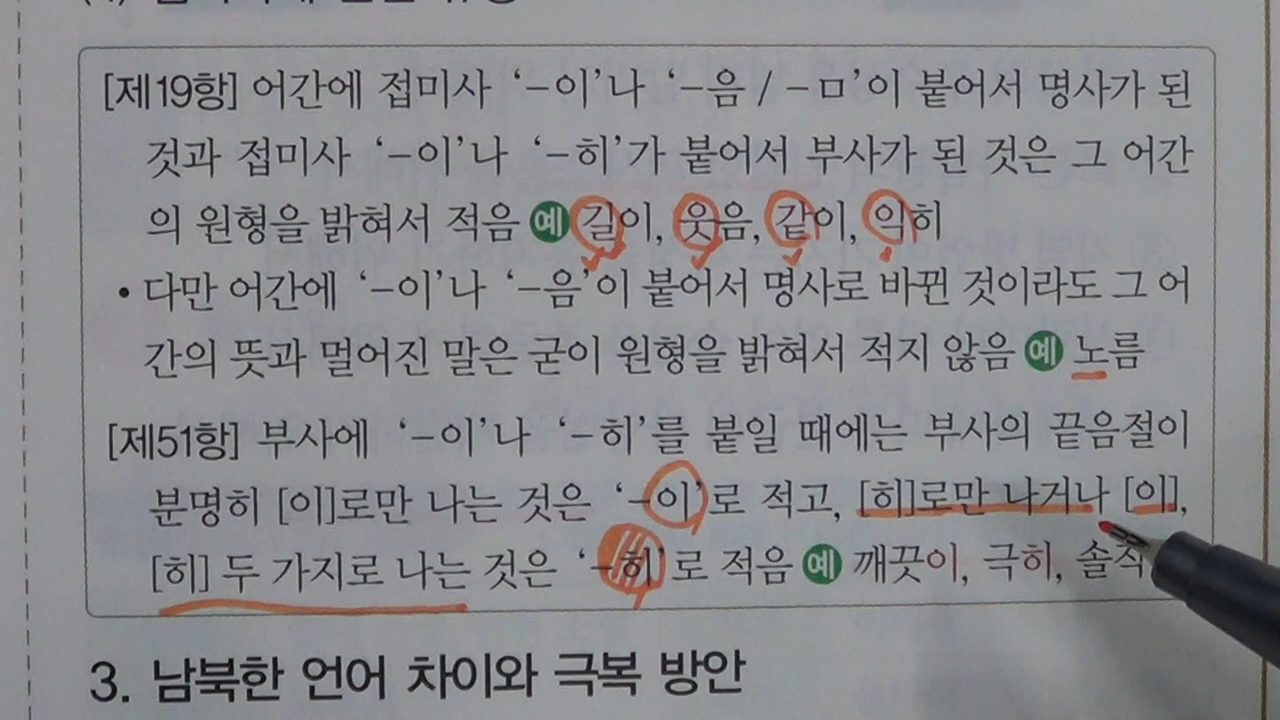 [제19항] 어간에 접미사 ‘-이’나 ‘-음 / -ㅁ’이 붙어서 명사가 된
것과 접미사 ‘-이’나 ‘-히’가 붙어서 부사가 된 것은 그 어간
의 원형을 밝혀서 적음 예 길이, 웃음, 같이, 익히
• 다만 어간에 ‘-이’나 ‘-음’이 붙어서 명사로 바뀐 것이라도 그 어
간의 뜻과 멀어진 말은 굳이 원형을 밝혀서 적지 않음 예 노름
[제51항] 부사에 ‘-이’나 ‘-히’를 붙일 때에는 부사의 끝음절이
분명히 [이]로만 나는 것은 ‘-이’로 적고, [히]로만 나거나 [이],
[히] 두 가지로 나는 것은 ‘-히’로 적음 예 깨끗이, 극히, 솔직
3. 남북한 언어 차이와 극복 방안